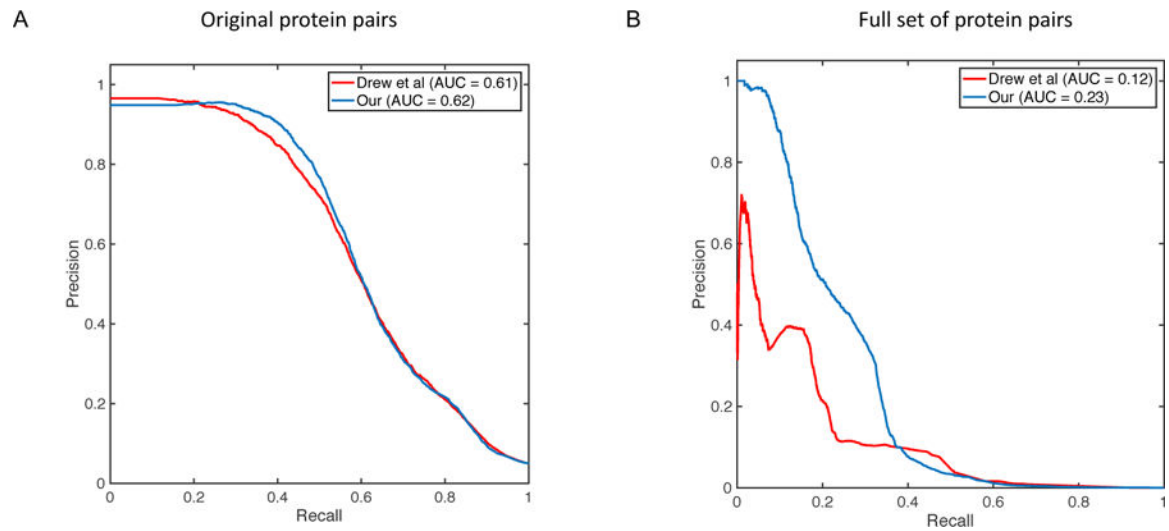 A
Original protein pairs
Drew et al (AUC = 0.61)
Our (AUC = 0.62)
Precision
1
0.8
0.6
0.4
0.2
0
0
0.2
0.4
0.6
0.8
1
Recall
B
Full set of protein pairs
Drew et al (AUC = 0.12)
Our (AUC = 0.23)
Precision
1
0.8
0.6
0.4
0.2
0
0
0.2
0.4
0.6
0.8
1
Recall